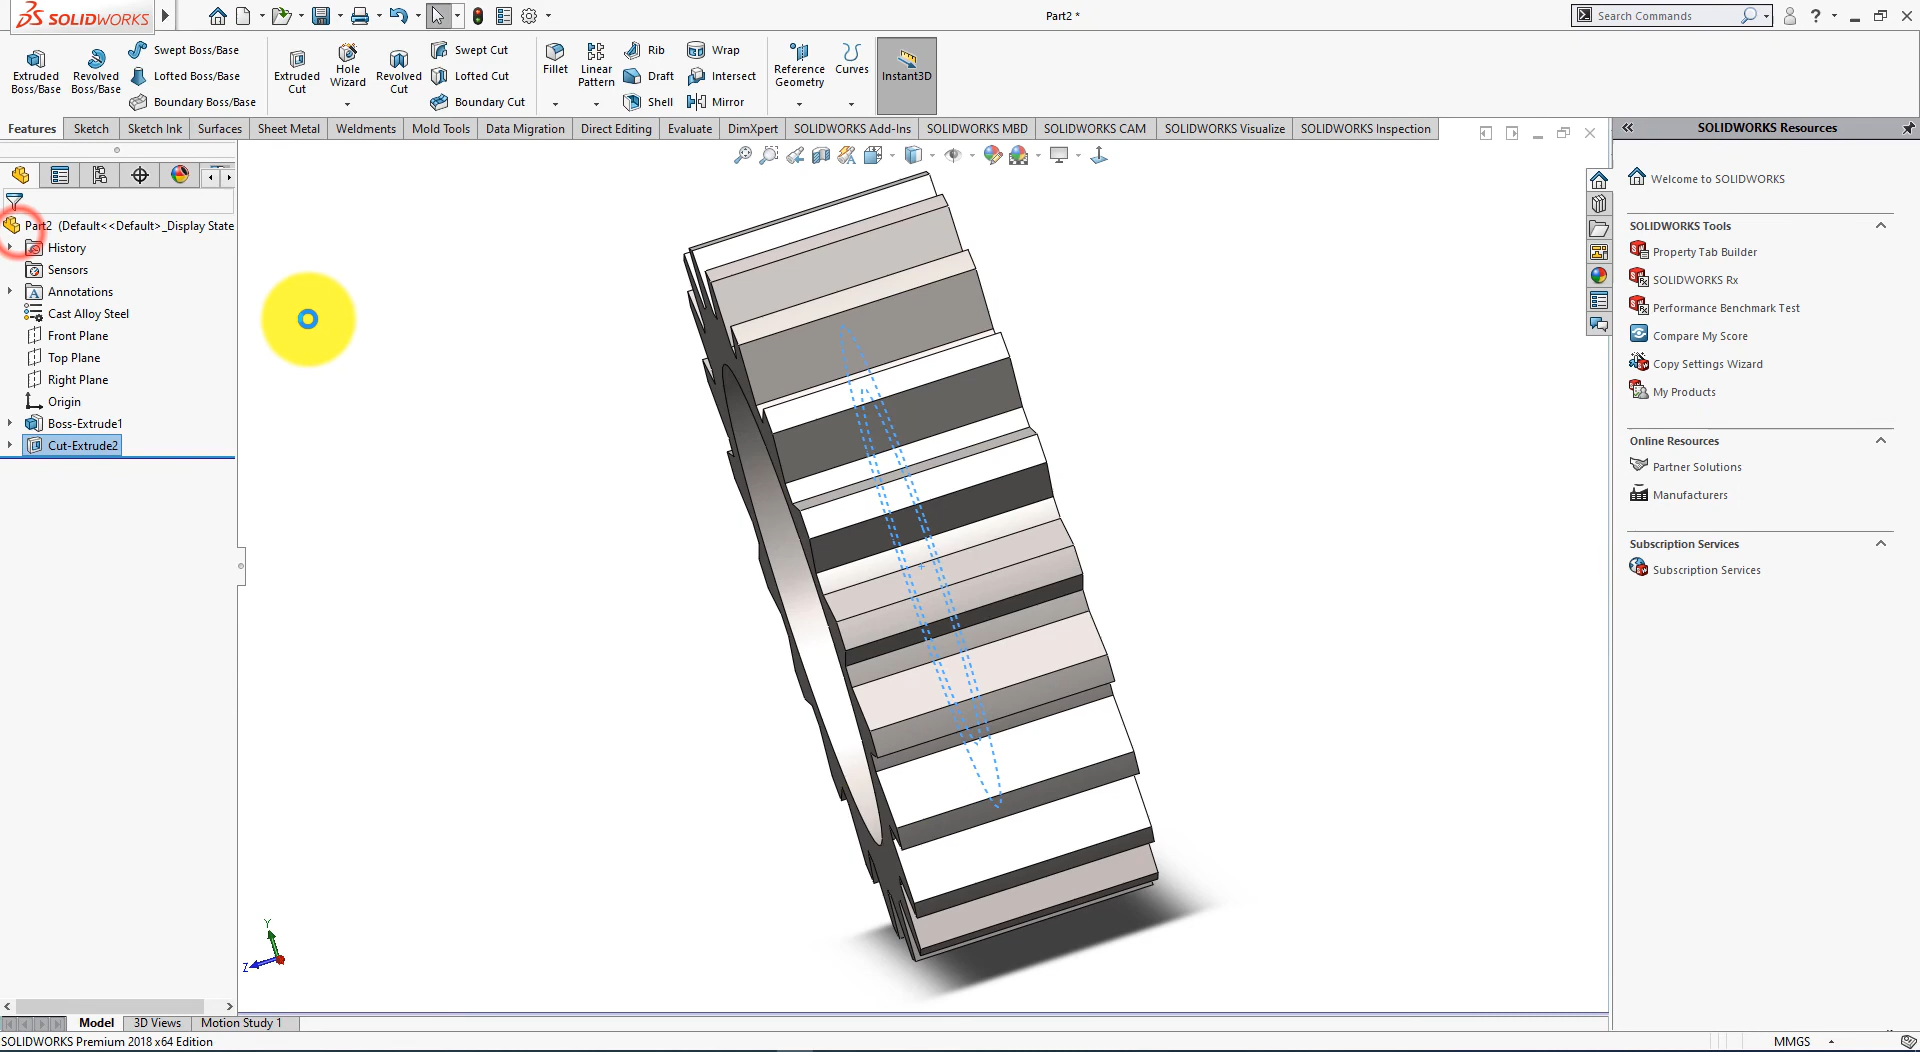 SOLIDWORKS
Part2 *
Search Commands
?
Extruded
Boss/Base
Revolved
Boss/Base
Swept Boss/Base
Lofted Boss/Base
Boundary Boss/Base
Extruded
Cut
Hole
Wizard
Revolved
Cut
Swept Cut
Lofted Cut
Boundary Cut
Fillet
Linear
Pattern
Rib
Draft
Shell
Wrap
Intersect
Mirror
Reference
Geometry
Curves
Instant3D
Features
Sketch
Sketch Ink
Surfaces
Sheet Metal
Weldments
Mold Tools
Data Migration
Direct Editing
Evaluate
DimXpert
SOLIDWORKS Add-Ins
SOLIDWORKS MBD
SOLIDWORKS CAM
SOLIDWORKS Visualize
SOLIDWORKS Inspection
Part2 (Default<<Default>_Display State
History
Sensors
Annotations
Cast Alloy Steel
Front Plane
Top Plane
Right Plane
Origin
Boss-Extrude1
Cut-Extrude2
Y
Z
SOLIDWORKS Resources
Welcome to SOLIDWORKS
SOLIDWORKS Tools
Property Tab Builder
SOLIDWORKS Rx
Performance Benchmark Test
Compare My Score
Copy Settings Wizard
My Products
Online Resources
Partner Solutions
Manufacturers
Subscription Services
Subscription Services
Model
3D Views
Motion Study 1
SOLIDWORKS Premium 2018 x64 Edition
MMGS